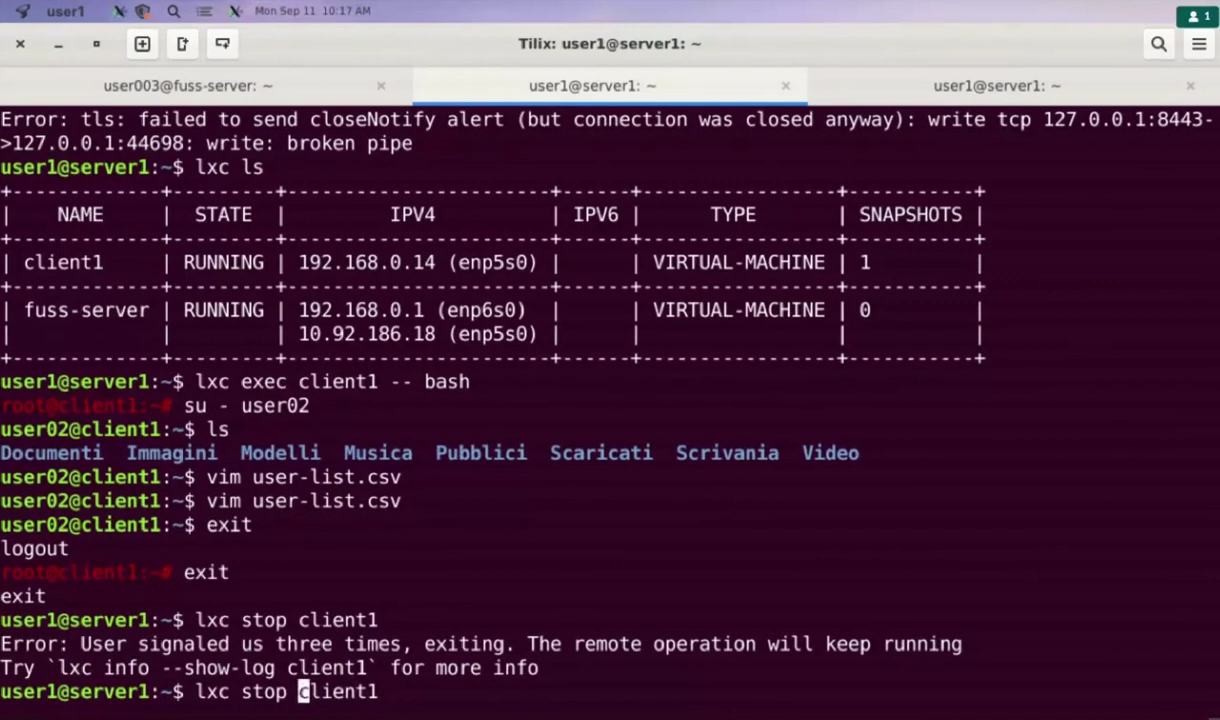 user1 Mon Sep 11 10:17 AM
1
Tilix: user1@server1: ~
user003@fuss-server: ~ user1@server1: ~ user1@server1: ~
Error: tls: failed to send closeNotify alert (but connection was closed anyway): write tcp 127.0.0.1:8443-
>127.0.0.1:44698: write: broken pipe
user1@server1:~$ lxc ls
+-------------+---------+-----------------------+------+-----------------+-----------+
| NAME | STATE | IPV4 | IPV6 | TYPE | SNAPSHOTS |
+-------------+---------+-----------------------+------+-----------------+-----------+
| client1 | RUNNING | 192.168.0.14 (enp5s0) | | VIRTUAL-MACHINE | 1 |
+-------------+---------+-----------------------+------+-----------------+-----------+
| fuss-server | RUNNING | 192.168.0.1 (enp6s0) | | VIRTUAL-MACHINE | 0 |
| | | 10.92.186.18 (enp5s0) | | | |
+-------------+---------+-----------------------+------+-----------------+-----------+
user1@server1:~$ lxc exec client1 -- bash
root@client1:~# su - user02
user02@client1:~$ ls
Documenti Immagini Modelli Musica Pubblici Scaricati Scrivania Video
user02@client1:~$ vim user-list.csv
user02@client1:~$ vim user-list.csv
user02@client1:~$ exit
logout
root@client1:~# exit
exit
user1@server1:~$ lxc stop client1
Error: User signaled us three times, exiting. The remote operation will keep running
Try `lxc info --show-log client1` for more info
user1@server1:~$ lxc stop client1